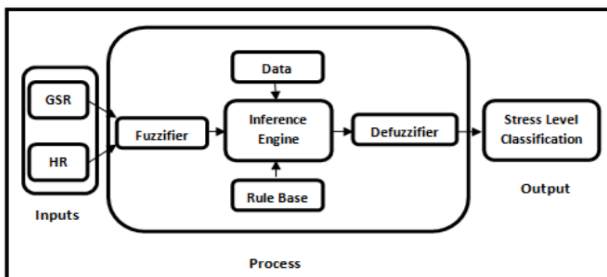 GSR
HR
Inputs
Fuzzifier
Data
Inference
Engine
Rule Base
Defuzzifier
Process
Stress Level
Classification
Output